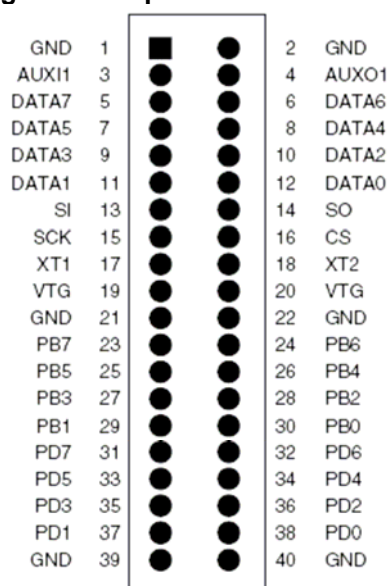 GND 1 2 GND
AUXI1 3 4 AUXO1
DATA7 5 6 DATA6
DATA5 7 8 DATA4
DATA3 9 10 DATA2
DATA1 11 12 DATA0
SI 13 14 SO
SCK 15 16 CS
XT1 17 18 XT2
VTG 19 20 VTG
GND 21 22 GND
PB7 23 24 PB6
PB5 25 26 PB4
PB3 27 28 PB2
PB1 29 30 PB0
PD7 31 32 PD6
PD5 33 34 PD4
PD3 35 36 PD2
PD1 37 38 PD0
GND 39 40 GND